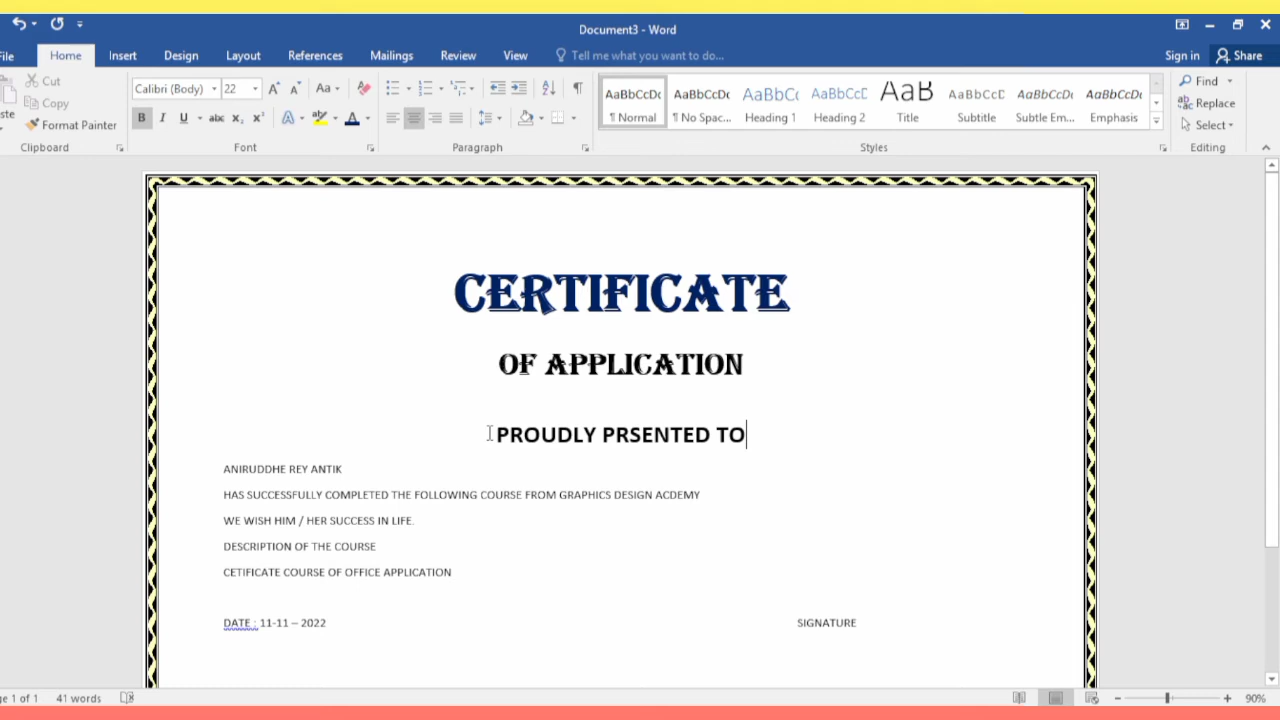 Document3 - Word
File Home Insert Design Layout References Mailings Review View Tell me what you want to do... Sign in Share
Cut
Copy
Format Painter
Clipboard
Calibri (Body) 22
Font
Paragraph
AaBbCcDc AaBbCcDc AaBbCc AaBbCcD AaB AaBbCcD AaBbCcDc AaBbCcDc
¶ Normal ¶ No Spac... Heading 1 Heading 2 Title Subtitle Subtle Em... Emphasis
Styles
Find
Replace
Select
Editing
CERTIFICATE
OF APPLICATION
PROUDLY PRSENTED TO
ANIRUDDHE REY ANTIK
HAS SUCCESSFULLY COMPLETED THE FOLLOWING COURSE FROM GRAPHICS DESIGN ACDEMY
WE WISH HIM / HER SUCCESS IN LIFE.
DESCRIPTION OF THE COURSE
CETIFICATE COURSE OF OFFICE APPLICATION
DATE : 11-11 – 2022 SIGNATURE
ge 1 of 1 41 words 90%